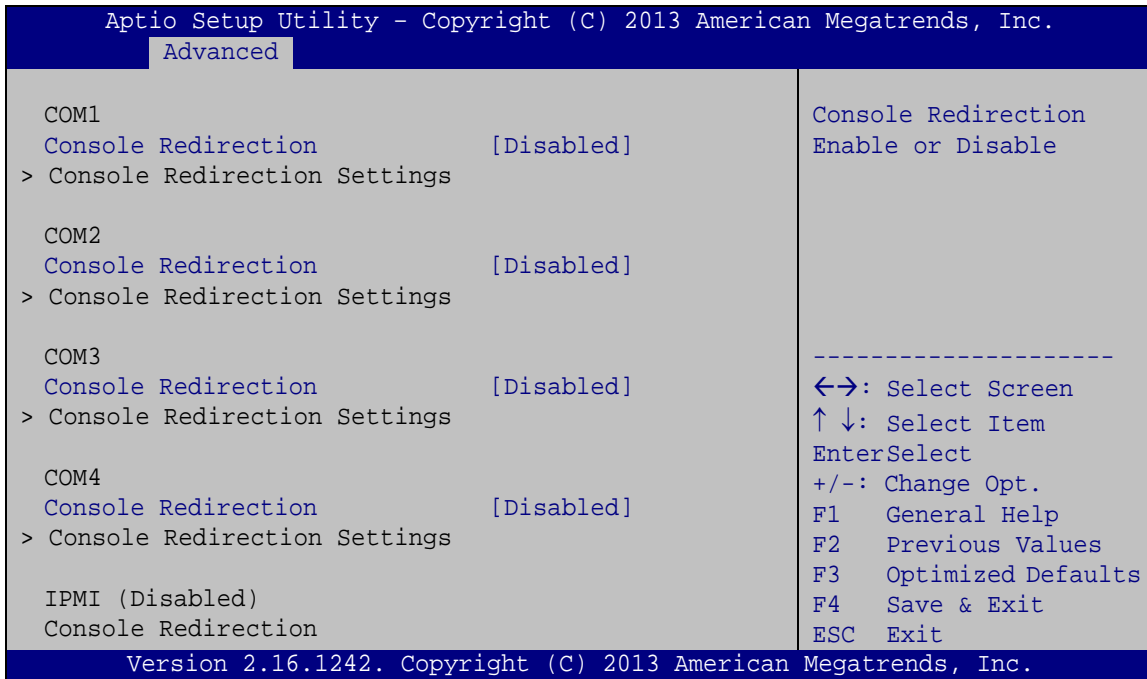 Aptio Setup Utility – Copyright (C) 2013 American Megatrends, Inc.
Advanced
COM1
Console Redirection [Disabled]
> Console Redirection Settings
COM2
Console Redirection [Disabled]
> Console Redirection Settings
COM3
Console Redirection [Disabled]
> Console Redirection Settings
COM4
Console Redirection [Disabled]
> Console Redirection Settings
IPMI (Disabled)
Console Redirection
Console Redirection
Enable or Disable
---------------------
←→: Select Screen
↑ ↓: Select Item
EnterSelect
+/-: Change Opt.
F1 General Help
F2 Previous Values
F3 Optimized Defaults
F4 Save & Exit
ESC Exit
Version 2.16.1242. Copyright (C) 2013 American Megatrends, Inc.